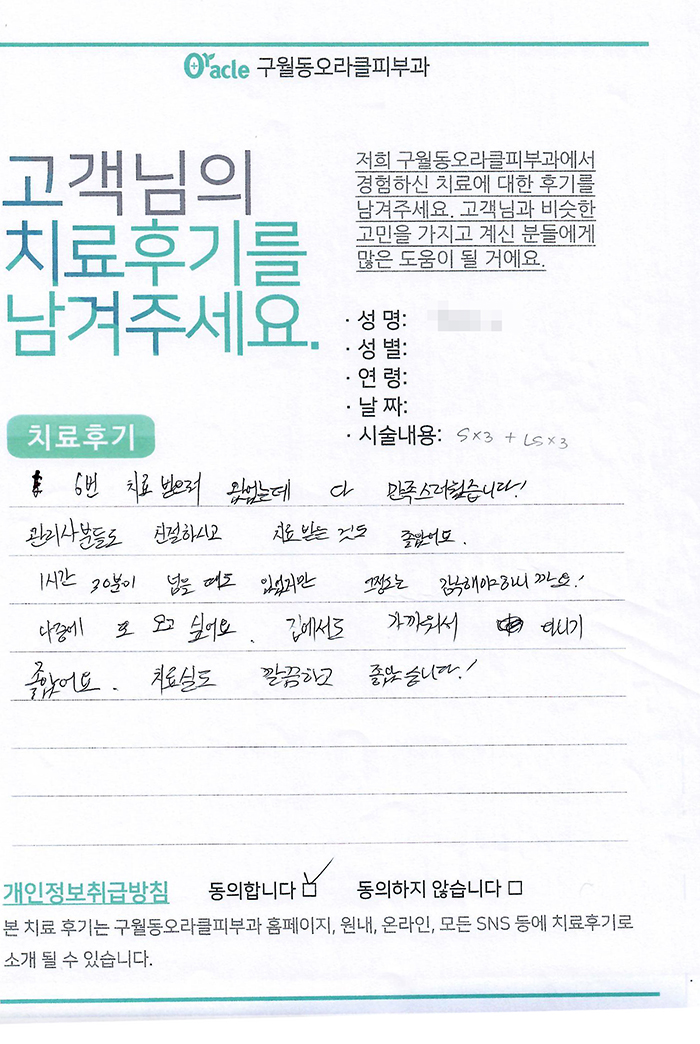 Oracle 구월동오라클피부과
고객님의
치료후기를
남겨주세요.
저희 구월동오라클피부과에서
경험하신 치료에 대한 후기를
남겨주세요. 고객님과 비슷한
고민을 가지고 계신 분들에게
많은 도움이 될 거에요.
· 성 명:
· 성 별:
· 연 령:
· 날 짜:
· 시술내용: S×3 + LS×3
치료후기
6번 치료 받으러 왔었는데 다 만족스러웠습니다!
관리사분들도 친절하시고 치료 받는 것도 좋았어요.
1시간 30분이 넘을 때도 있었지만 그정도는 감수해야하니까요!
나중에 또 오고 싶어요. 집에서도 가까워서 다니기
좋았어요. 치료실도 깔끔하고 좋았습니다!
개인정보취급방침 동의합니다 □ 동의하지 않습니다 □
본 치료 후기는 구월동오라클피부과 홈페이지, 원내, 온라인, 모든 SNS 등에 치료후기로
소개 될 수 있습니다.